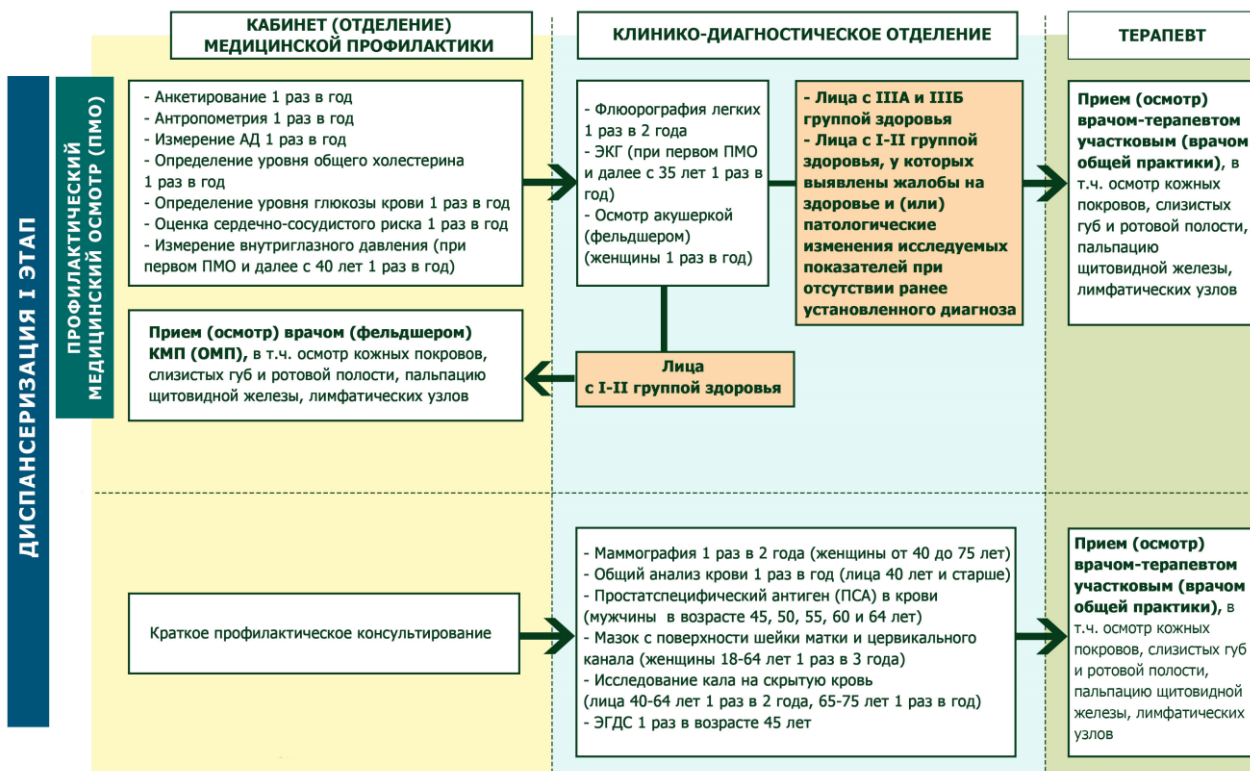 КАБИНЕТ (ОТДЕЛЕНИЕ)
МЕДИЦИНСКОЙ ПРОФИЛАКТИКИ
КЛИНИКО-ДИАГНОСТИЧЕСКОЕ ОТДЕЛЕНИЕ
ТЕРАПЕВТ
ДИСПАНСЕРИЗАЦИЯ I ЭТАП
ПРОФИЛАКТИЧЕСКИЙ
МЕДИЦИНСКИЙ ОСМОТР (ПМО)
- Анкетирование 1 раз в год
- Антропометрия 1 раз в год
- Измерение АД 1 раз в год
- Определение уровня общего холестерина
1 раз в год
- Определение уровня глюкозы крови 1 раз в год
- Оценка сердечно-сосудистого риска 1 раз в год
- Измерение внутриглазного давления (при
первом ПМО и далее с 40 лет 1 раз в год)
- Флюорография легких
1 раз в 2 года
- ЭКГ (при первом ПМО
и далее с 35 лет 1 раз в
год)
- Осмотр акушеркой
(фельдшером)
(женщины 1 раз в год)
- Лица с IIIА и IIIБ
группой здоровья
- Лица с I-II группой
здоровья, у которых
выявлены жалобы на
здоровье и (или)
патологические
изменения исследуемых
показателей при
отсутствии ранее
установленного диагноза
Прием (осмотр)
врачом-терапевтом
участковым (врачом
общей практики), в
т.ч. осмотр кожных
покровов, слизистых
губ и ротовой полости,
пальпацию
щитовидной железы,
лимфатических узлов
Прием (осмотр) врачом (фельдшером)
КМП (ОМП), в т.ч. осмотр кожных покровов,
слизистых губ и ротовой полости, пальпацию
щитовидной железы, лимфатических узлов
Лица
с I-II группой здоровья
Краткое профилактическое консультирование
- Маммография 1 раз в 2 года (женщины от 40 до 75 лет)
- Общий анализ крови 1 раз в год (лица 40 лет и старше)
- Простатспецифический антиген (ПСА) в крови
(мужчины в возрасте 45, 50, 55, 60 и 64 лет)
- Мазок с поверхности шейки матки и цервикального
канала (женщины 18-64 лет 1 раз в 3 года)
- Исследование кала на скрытую кровь
(лица 40-64 лет 1 раз в 2 года, 65-75 лет 1 раз в год)
- ЭГДС 1 раз в возрасте 45 лет
Прием (осмотр)
врачом-терапевтом
участковым (врачом
общей практики), в
т.ч. осмотр кожных
покровов, слизистых губ
и ротовой полости,
пальпацию щитовидной
железы, лимфатических
узлов